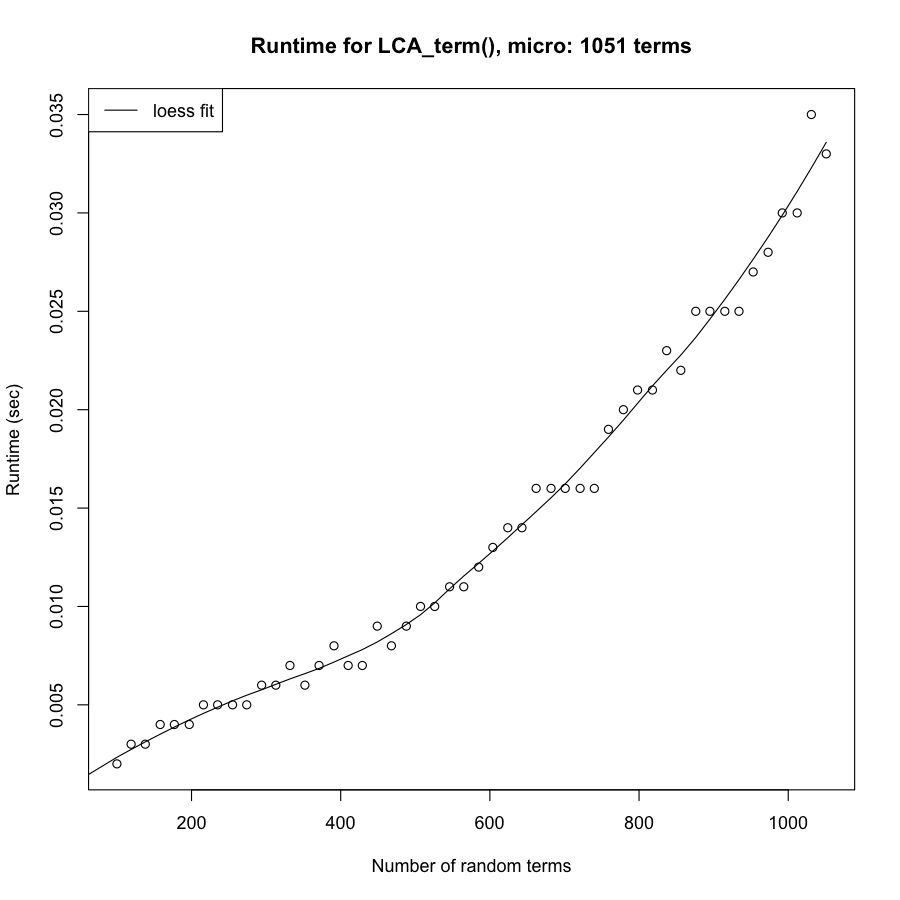 Runtime for LCA_term(), micro: 1051 terms
loess fit
0.035
0.030
0.025
0.020
0.015
0.010
0.005
Runtime (sec)
200 400 600 800 1000
Number of random terms